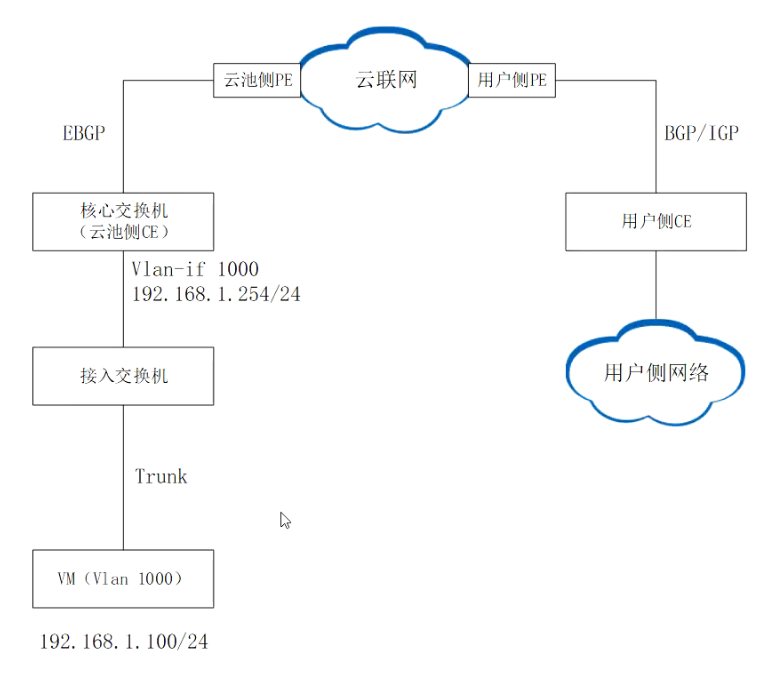 云池侧PE
云联网
用户侧PE
EBGP
BGP/IGP
核心交换机
（云池侧CE）
用户侧CE
Vlan-if 1000
192.168.1.254/24
接入交换机
用户侧网络
Trunk
VM（Vlan 1000）
192.168.1.100/24